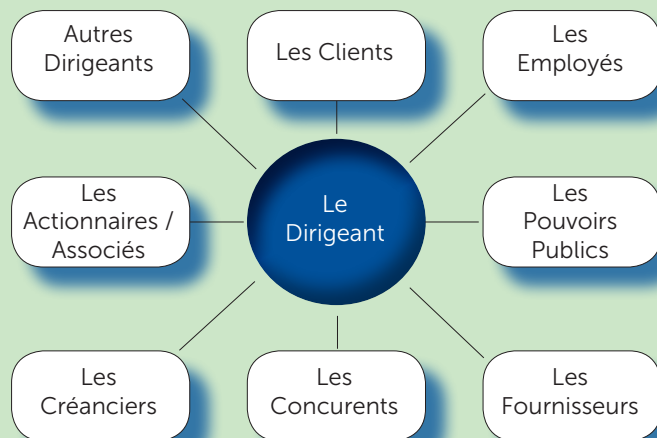 Autres
Dirigeants
Les Clients
Les
Employés
Les
Actionnaires /
Associés
Le
Dirigeant
Les
Pouvoirs
Publics
Les
Créanciers
Les
Concurents
Les
Fournisseurs